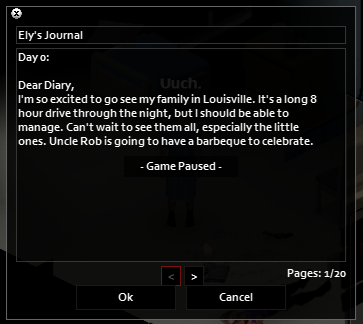 Ely's Journal
Day 0:
Dear Diary,
Ouch.
I'm so excited to go see my family in Louisville. It's a long 8
hour drive through the night, but I should be able to
manage. Can't wait to see them all, especially the little
ones. Uncle Rob is going to have a barbeque to celebrate.
- Game Paused -
< >
Pages: 1/20
Ok Cancel